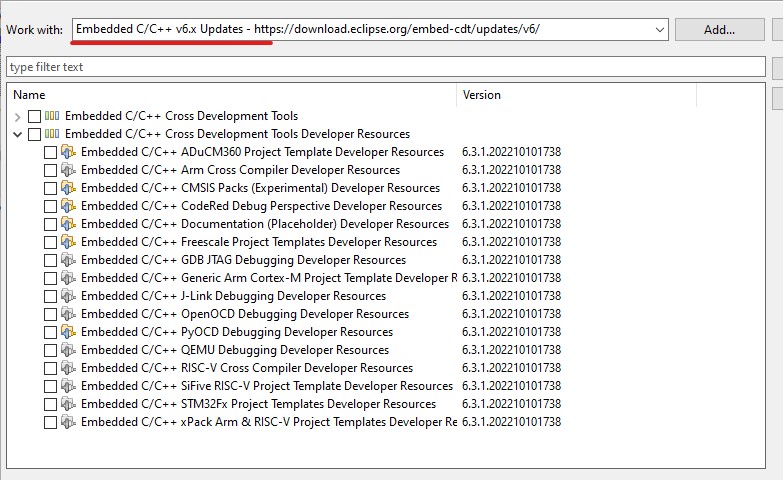 Work with: Embedded C/C++ v6.x Updates - https://download.eclipse.org/embed-cdt/updates/v6/ Add...
type filter text
Name Version
Embedded C/C++ Cross Development Tools
Embedded C/C++ Cross Development Tools Developer Resources
Embedded C/C++ ADuCM360 Project Template Developer Resources 6.3.1.202210101738
Embedded C/C++ Arm Cross Compiler Developer Resources 6.3.1.202210101738
Embedded C/C++ CMSIS Packs (Experimental) Developer Resources 6.3.1.202210101738
Embedded C/C++ CodeRed Debug Perspective Developer Resources 6.3.1.202210101738
Embedded C/C++ Documentation (Placeholder) Developer Resources 6.3.1.202210101738
Embedded C/C++ Freescale Project Templates Developer Resources 6.3.1.202210101738
Embedded C/C++ GDB JTAG Debugging Developer Resources 6.3.1.202210101738
Embedded C/C++ Generic Arm Cortex-M Project Template Developer R 6.3.1.202210101738
Embedded C/C++ J-Link Debugging Developer Resources 6.3.1.202210101738
Embedded C/C++ OpenOCD Debugging Developer Resources 6.3.1.202210101738
Embedded C/C++ PyOCD Debugging Developer Resources 6.3.1.202210101738
Embedded C/C++ QEMU Debugging Developer Resources 6.3.1.202210101738
Embedded C/C++ RISC-V Cross Compiler Developer Resources 6.3.1.202210101738
Embedded C/C++ SiFive RISC-V Project Template Developer Resources 6.3.1.202210101738
Embedded C/C++ STM32Fx Project Templates Developer Resources 6.3.1.202210101738
Embedded C/C++ xPack Arm & RISC-V Project Templates Developer Re 6.3.1.202210101738